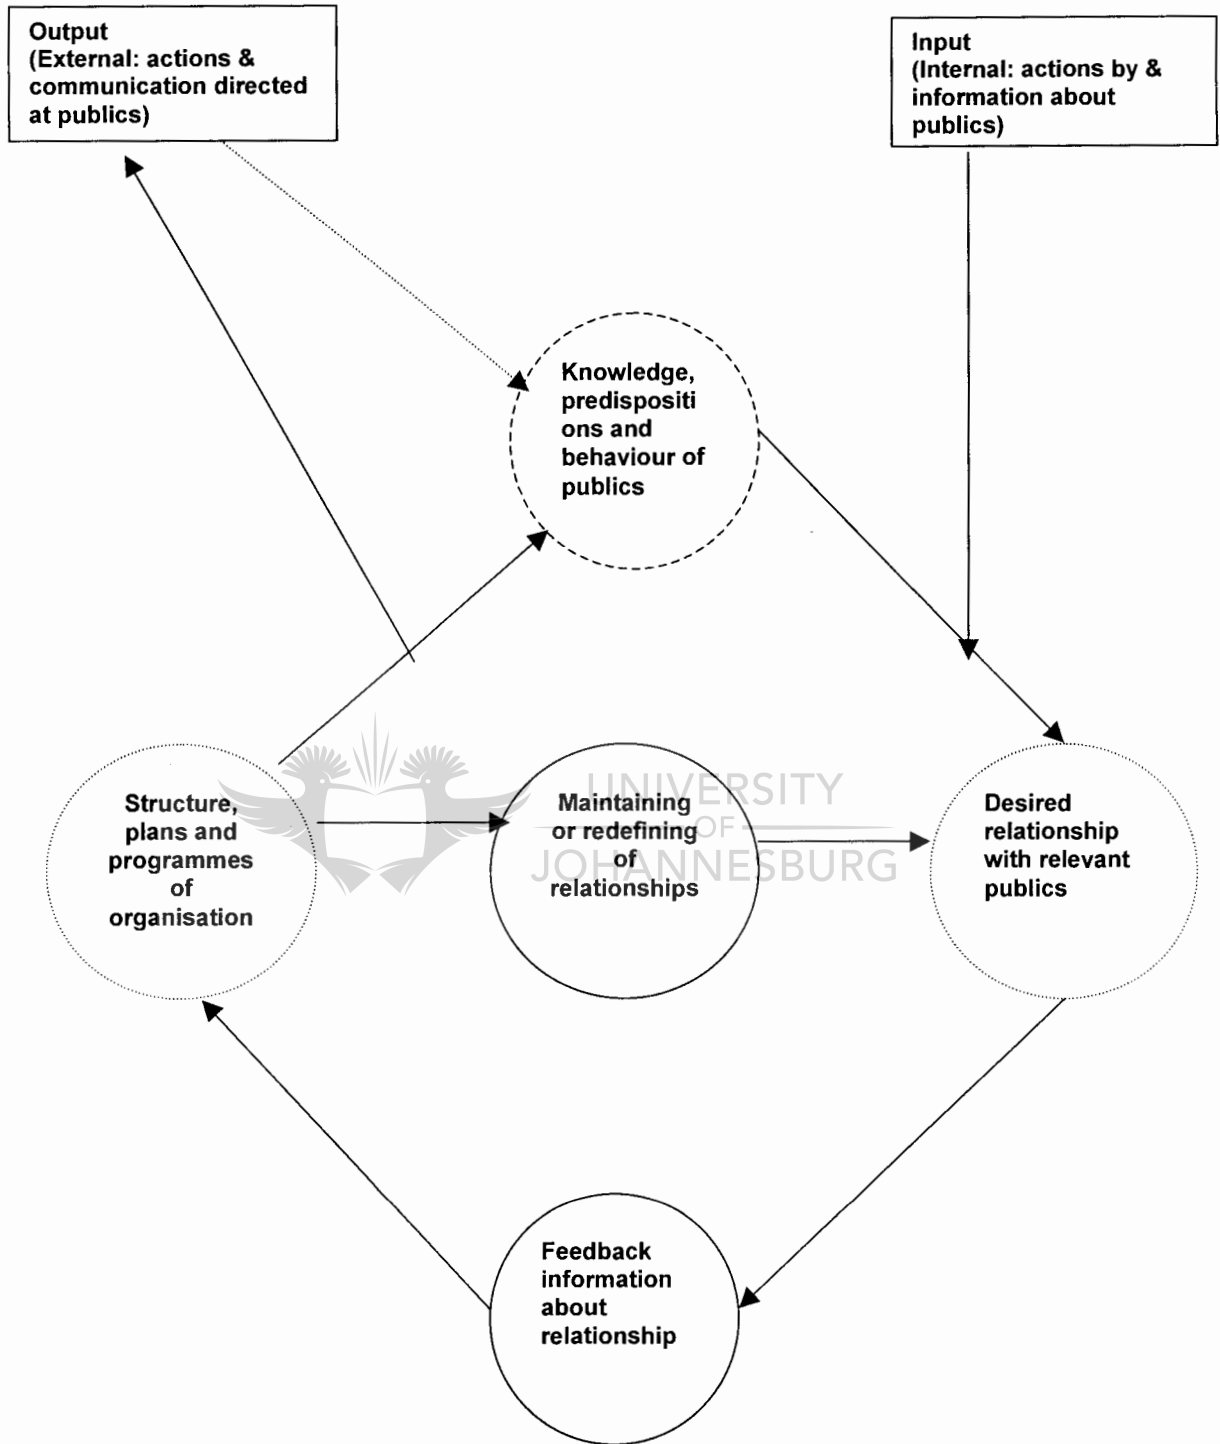 Output
(External: actions &
communication directed
at publics)
Input
(Internal: actions by &
information about
publics)
Knowledge,
predispositi
ons and
behaviour of
publics
Structure,
plans and
programmes
of
organisation
Maintaining
or redefining
of
relationships
Desired
relationship
with relevant
publics
UNIVERSITY
OF
JOHANNESBURG
Feedback
information
about
relationship